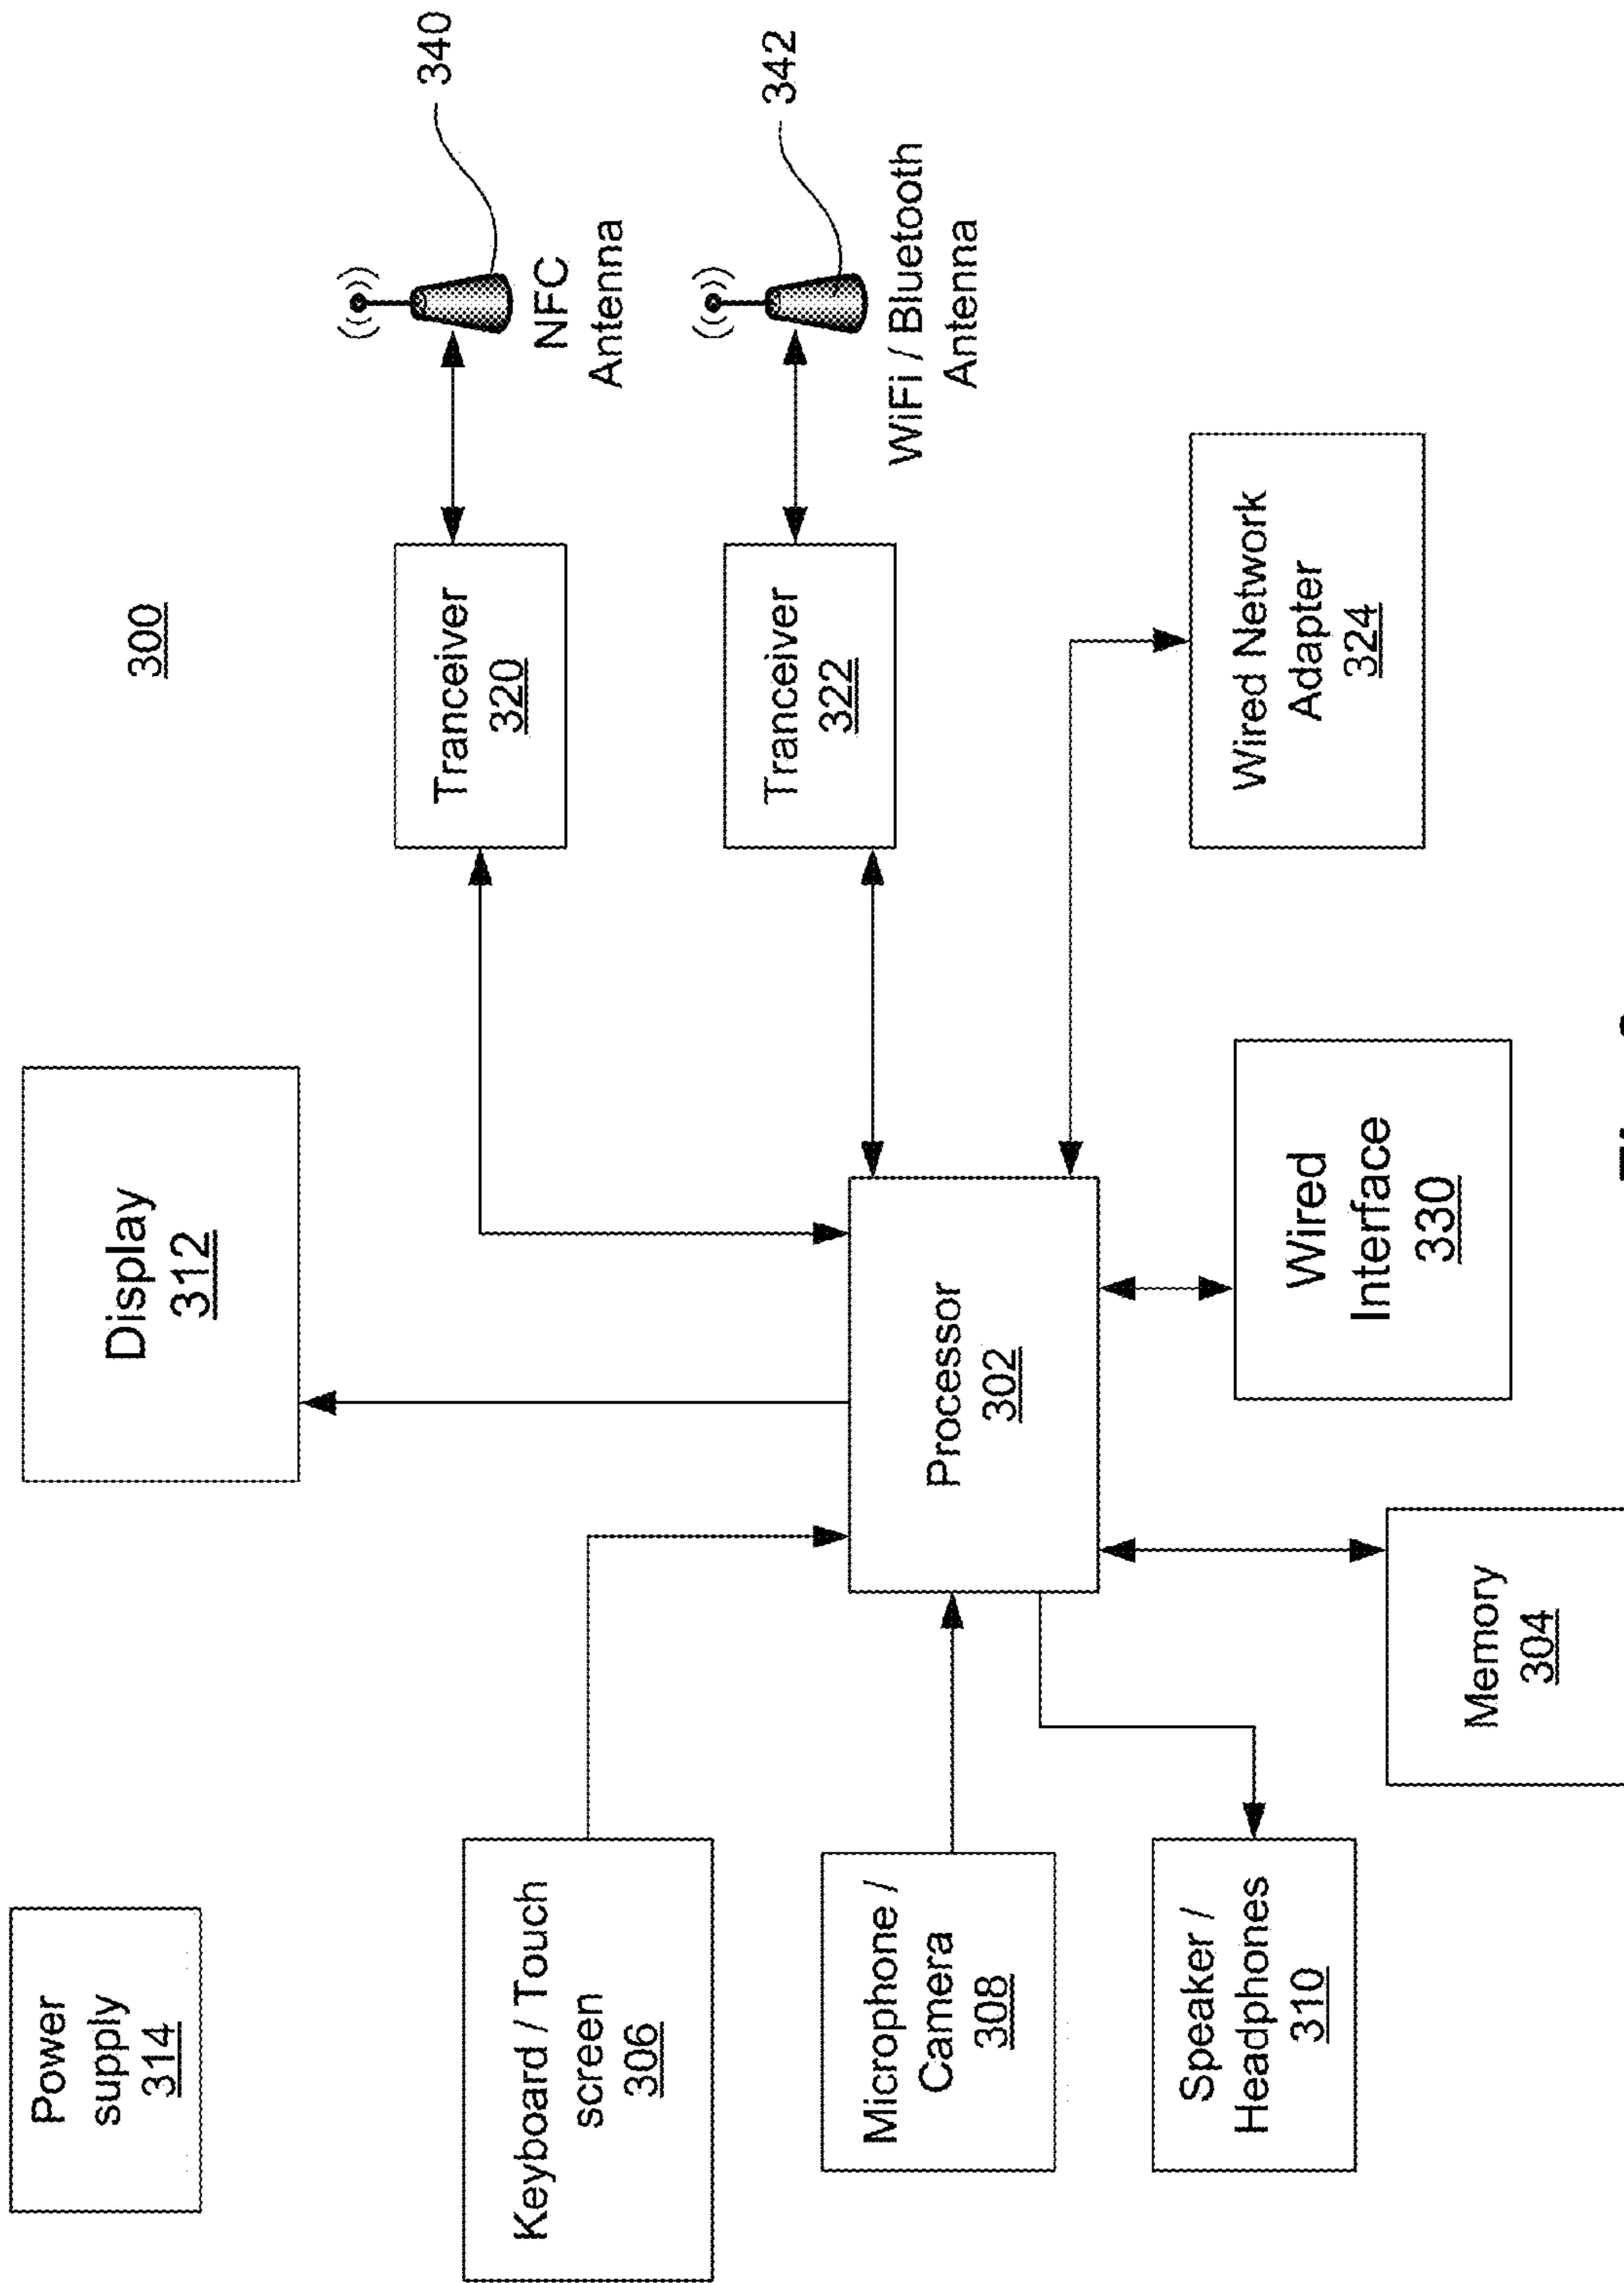 Power
supply
314
Display
312
300
340
NFC
Antenna
Tranceiver
320
Keyboard / Touch
screen
306
342
WiFi / Bluetooth
Antenna
Tranceiver
322
Microphone /
Camera
308
Processor
302
Speaker /
Headphones
310
Wired
Interface
330
Wired Network
Adapter
324
Memory
304